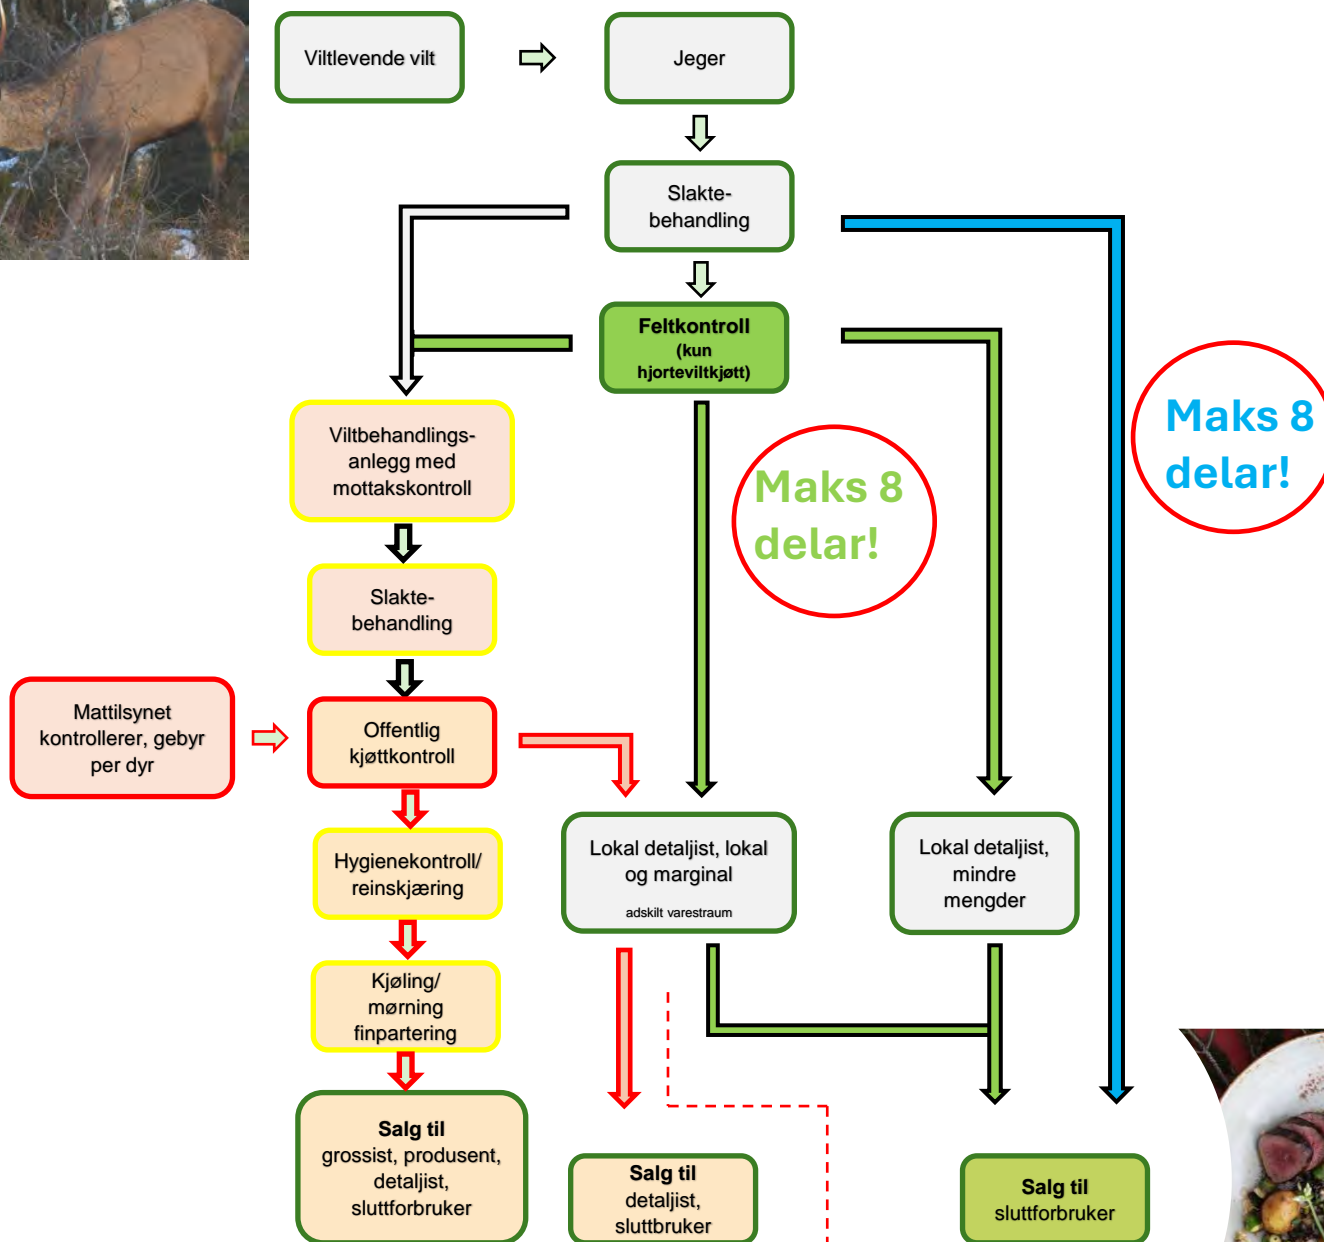 Viltlevende vilt
Jeger
Slakte-
behandling
Feltkontroll
(kun
hjorteviltkjøtt)
Maks 8
delar!
Maks 8
delar!
Viltbehandlings-
anlegg med
mottakskontroll
Slakte-
behandling
Mattilsynet
kontrollerer, gebyr
per dyr
Offentlig
kjøttkontroll
Hygienekontroll/
reinskjæring
Lokal detaljist, lokal
og marginal
adskilt varestraum
Lokal detaljist,
mindre
mengder
Kjøling/
mørning
finpartering
Salg til
grossist, produsent,
detaljist,
sluttforbruker
Salg til
detaljist,
sluttbruker
Salg til
sluttforbruker